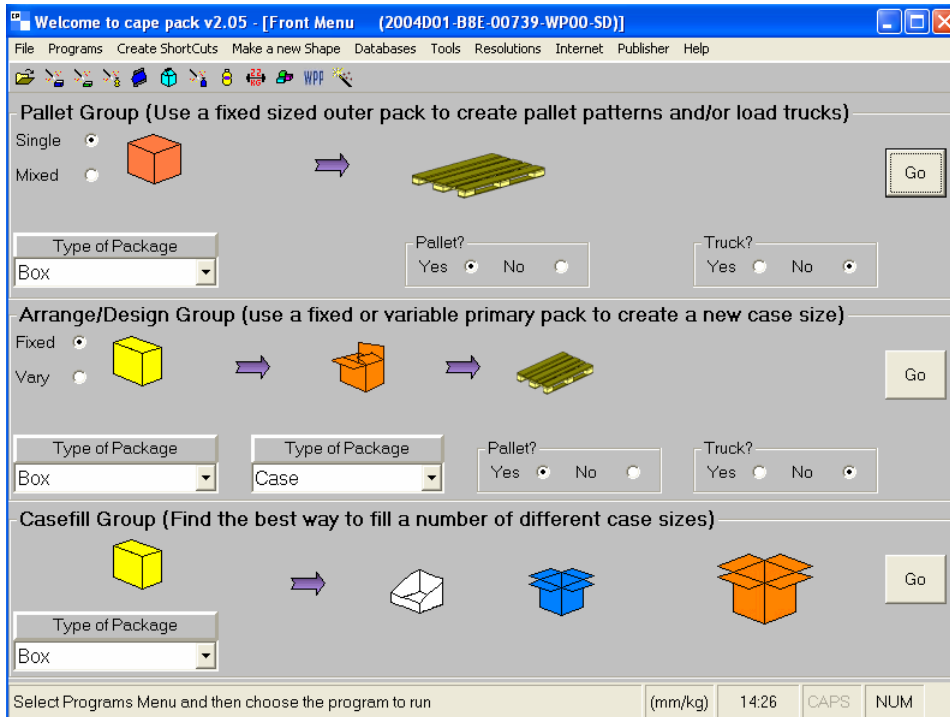 Welcome to cape pack v2.05 - [Front Menu (2004D01-B8E-00739-WP00-SD)]
File Programs Create ShortCuts Make a new Shape Databases Tools Resolutions Internet Publisher Help
22 KG WPP
Pallet Group (Use a fixed sized outer pack to create pallet patterns and/or load trucks)
Single
Mixed
Go
Type of Package
Box
Pallet?
Yes No
Truck?
Yes No
Arrange/Design Group (use a fixed or variable primary pack to create a new case size)
Fixed
Vary
Go
Type of Package
Box
Type of Package
Case
Pallet?
Yes No
Truck?
Yes No
Casefill Group (Find the best way to fill a number of different case sizes)
Go
Type of Package
Box
Select Programs Menu and then choose the program to run (mm/kg) 14:26 CAPS NUM